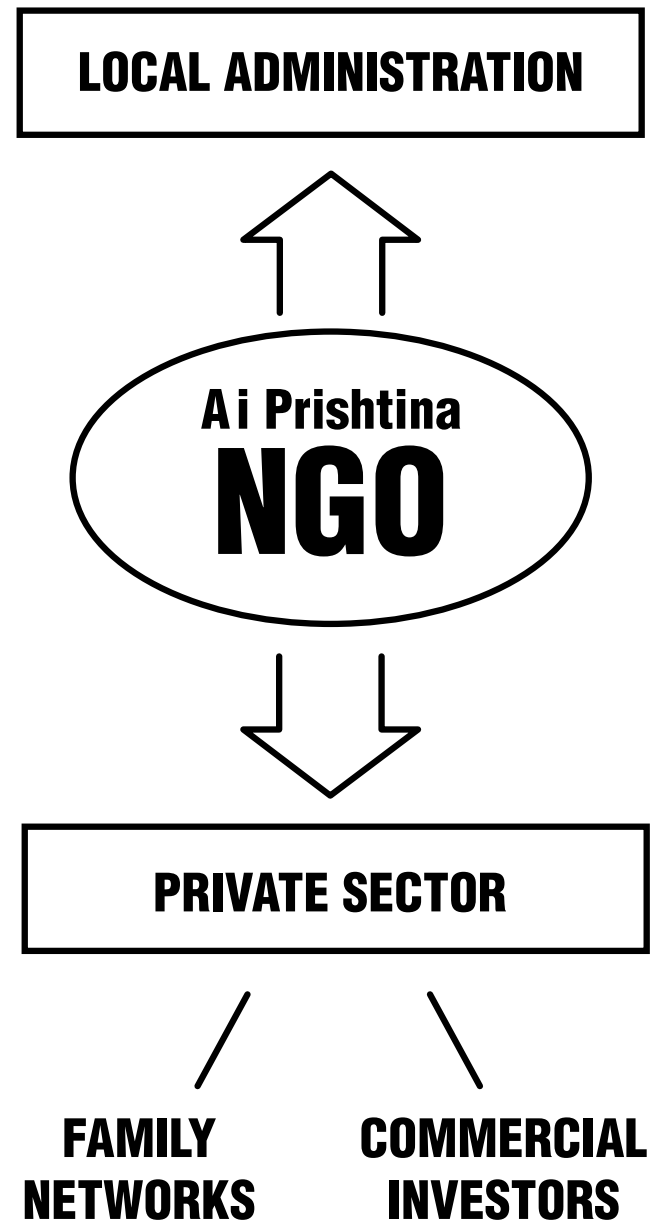 LOCAL ADMINISTRATION
Ai Prishtina
NGO
PRIVATE SECTOR
FAMILY
NETWORKS
COMMERCIAL
INVESTORS